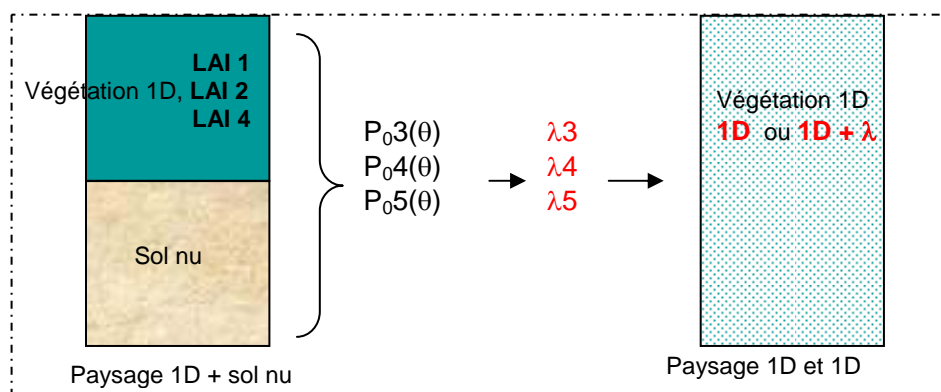 LAI 1
Végétation 1D, LAI 2
LAI 4
Sol nu
Paysage 1D + sol nu
P₀3(θ)
P₀4(θ)
P₀5(θ)
λ3
λ4
λ5
Végétation 1D
1D ou 1D + λ
Paysage 1D et 1D